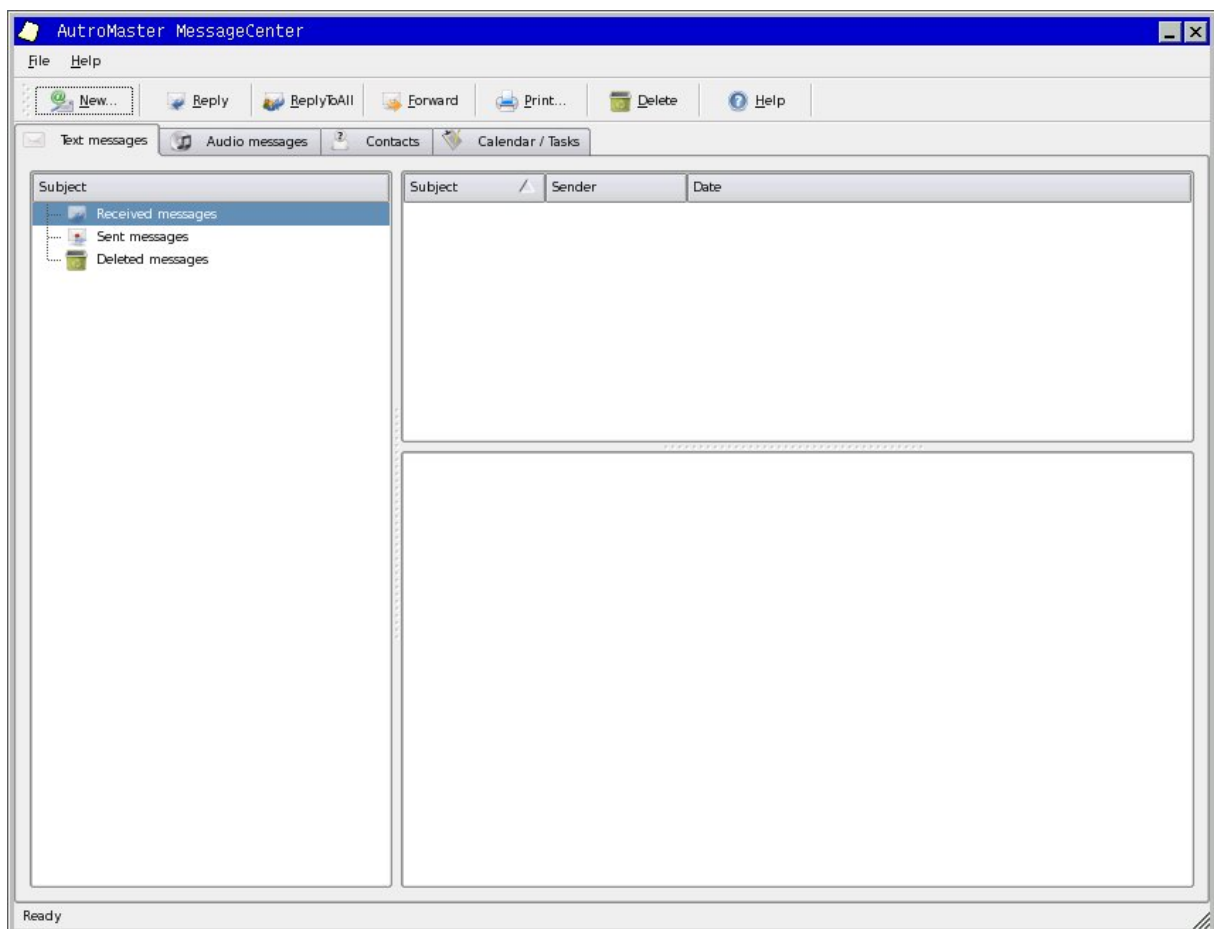 AutroMaster MessageCenter
File Help
New... Reply ReplyToAll Forward Print... Delete Help
Text messages Audio messages Contacts Calendar / Tasks
Subject Subject Sender Date
Received messages
Sent messages
Deleted messages
Ready